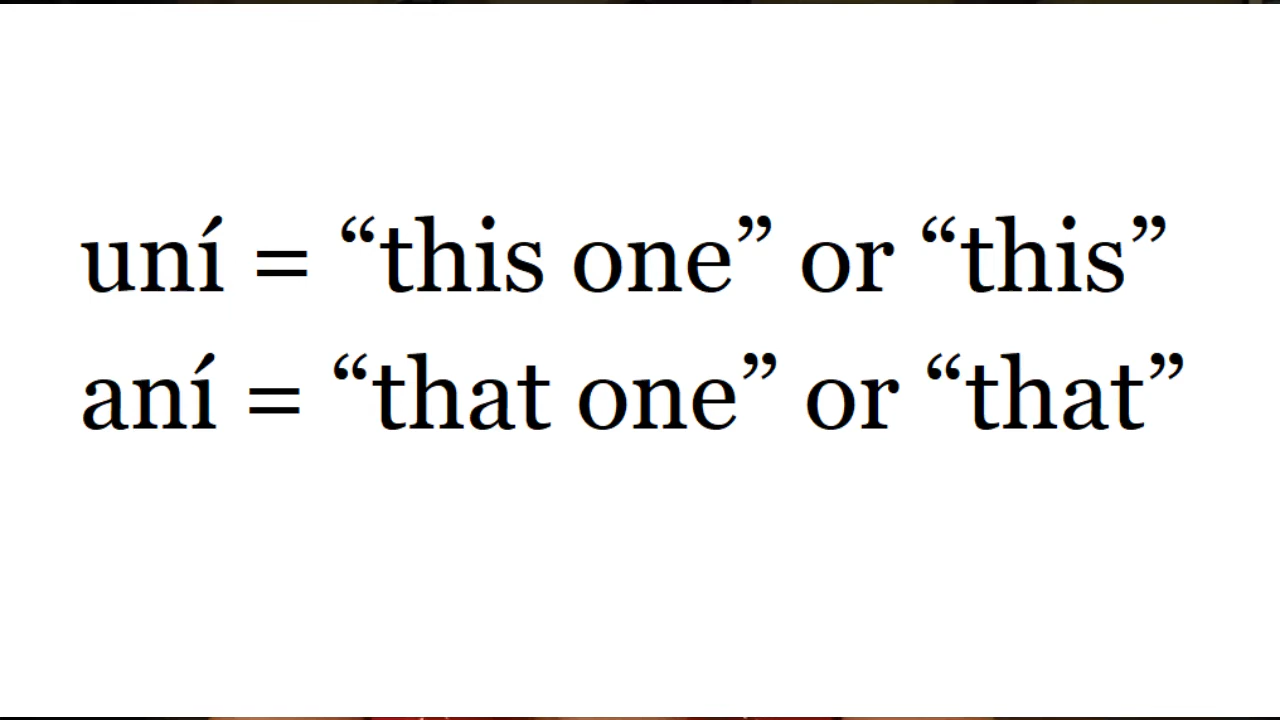 uní = “this one” or “this”
aní = “that one” or “that”